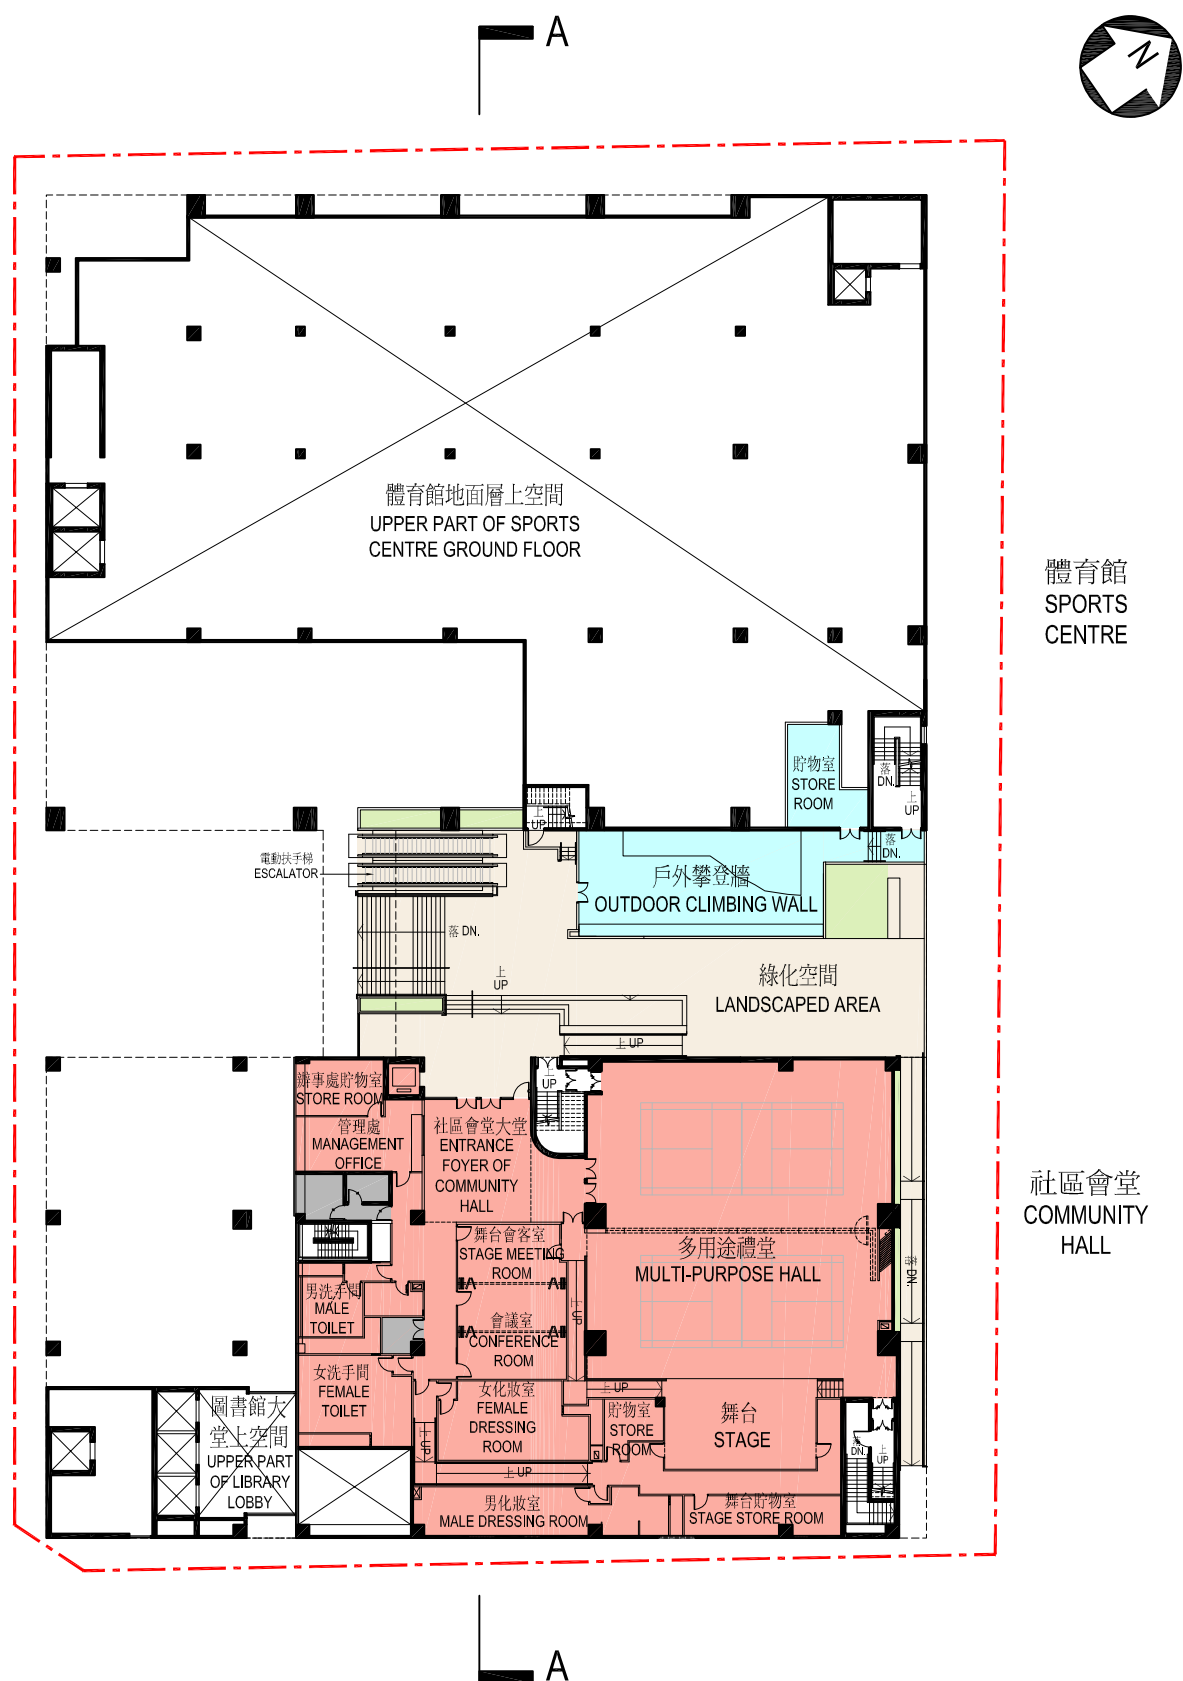 A
N
體育館地面層上空間
UPPER PART OF SPORTS
CENTRE GROUND FLOOR
體育館
SPORTS
CENTRE
貯物室
STORE
ROOM
落
DN.
上
UP
上
UP
落
DN.
電動扶手梯
ESCALATOR
戶外攀登牆
OUTDOOR CLIMBING WALL
落 DN.
上
UP
綠化空間
LANDSCAPED AREA
上 UP
上
UP
辦事處貯物室
STORE ROOM
管理處
MANAGEMENT
OFFICE
社區會堂大堂
ENTRANCE
FOYER OF
COMMUNITY
HALL
社區會堂
COMMUNITY
HALL
舞台會客室
STAGE MEETING
ROOM
多用途禮堂
MULTI-PURPOSE HALL
落 DN.
男洗手間
MALE
TOILET
會議室
CONFERENCE
ROOM
上 UP
女洗手間
FEMALE
TOILET
女化妝室
FEMALE
DRESSING
ROOM
上 UP
貯物室
STORE
ROOM
舞台
STAGE
圖書館大
堂上空間
UPPER PART
OF LIBRARY
LOBBY
上 UP
上 UP
落
DN.
上
UP
男化妝室
MALE DRESSING ROOM
舞台貯物室
STAGE STORE ROOM
A